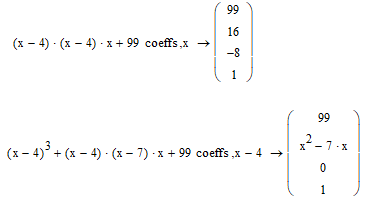 (x − 4) · (x − 4) · x + 99 coeffs ,x → ( 99 16 −8 1 )
(x − 4)³ + (x − 4) · (x − 7) · x + 99 coeffs ,x − 4 → ( 99 x² − 7 · x 0 1 )